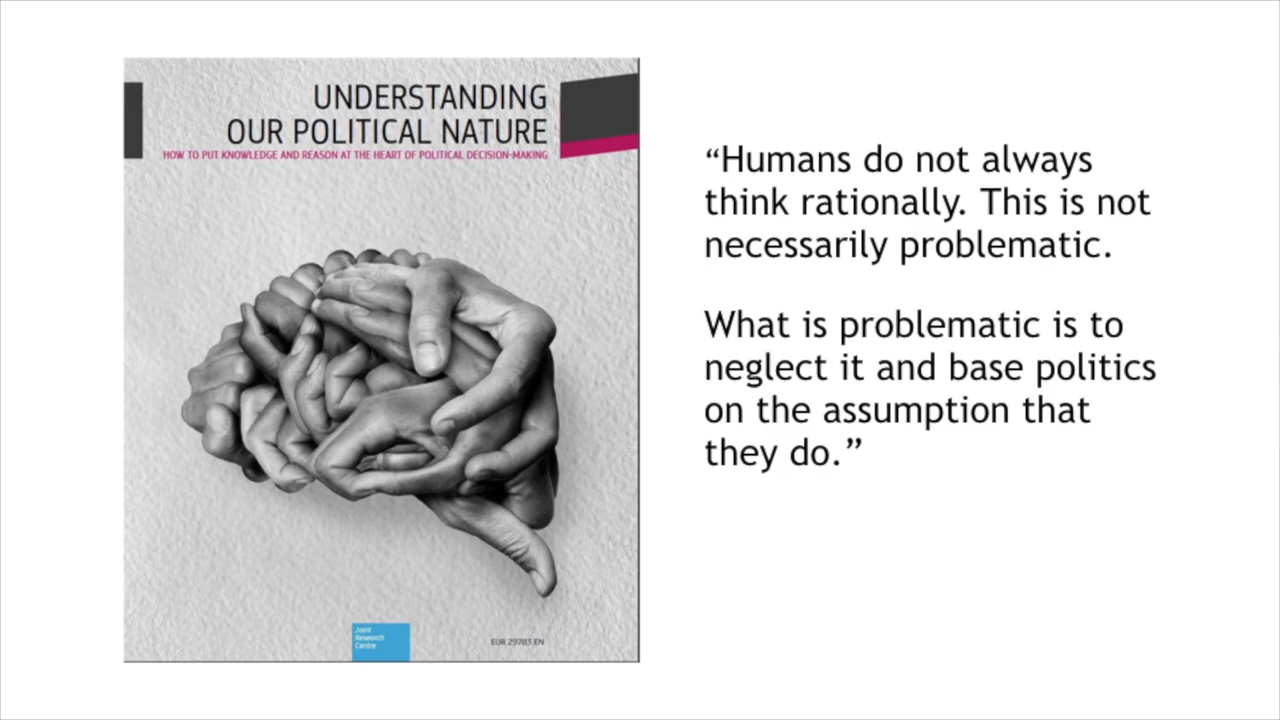 UNDERSTANDING
OUR POLITICAL NATURE
HOW TO PUT KNOWLEDGE AND REASON AT THE HEART OF POLITICAL DECISION-MAKING
Joint
Research
Centre
EUR 29783 EN
“Humans do not always
think rationally. This is not
necessarily problematic.
What is problematic is to
neglect it and base politics
on the assumption that
they do.”